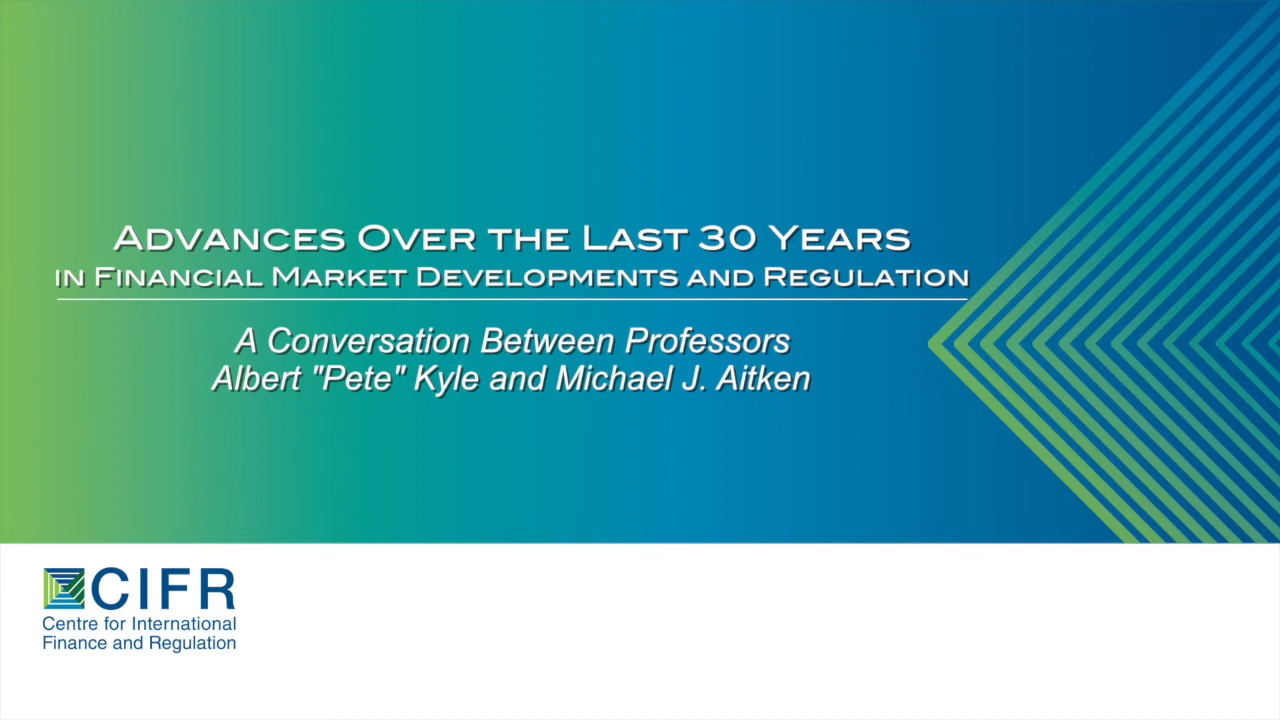 Advances Over the Last 30 Years
in Financial Market Developments and Regulation
A Conversation Between Professors
Albert "Pete" Kyle and Michael J. Aitken
CIFR
Centre for International
Finance and Regulation